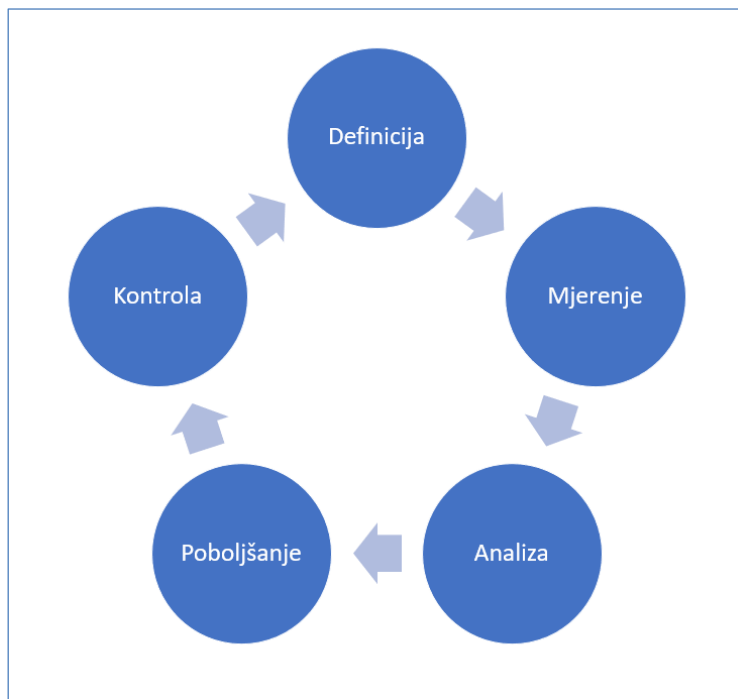 Definicija
Mjerenje
Analiza
Poboljšanje
Kontrola